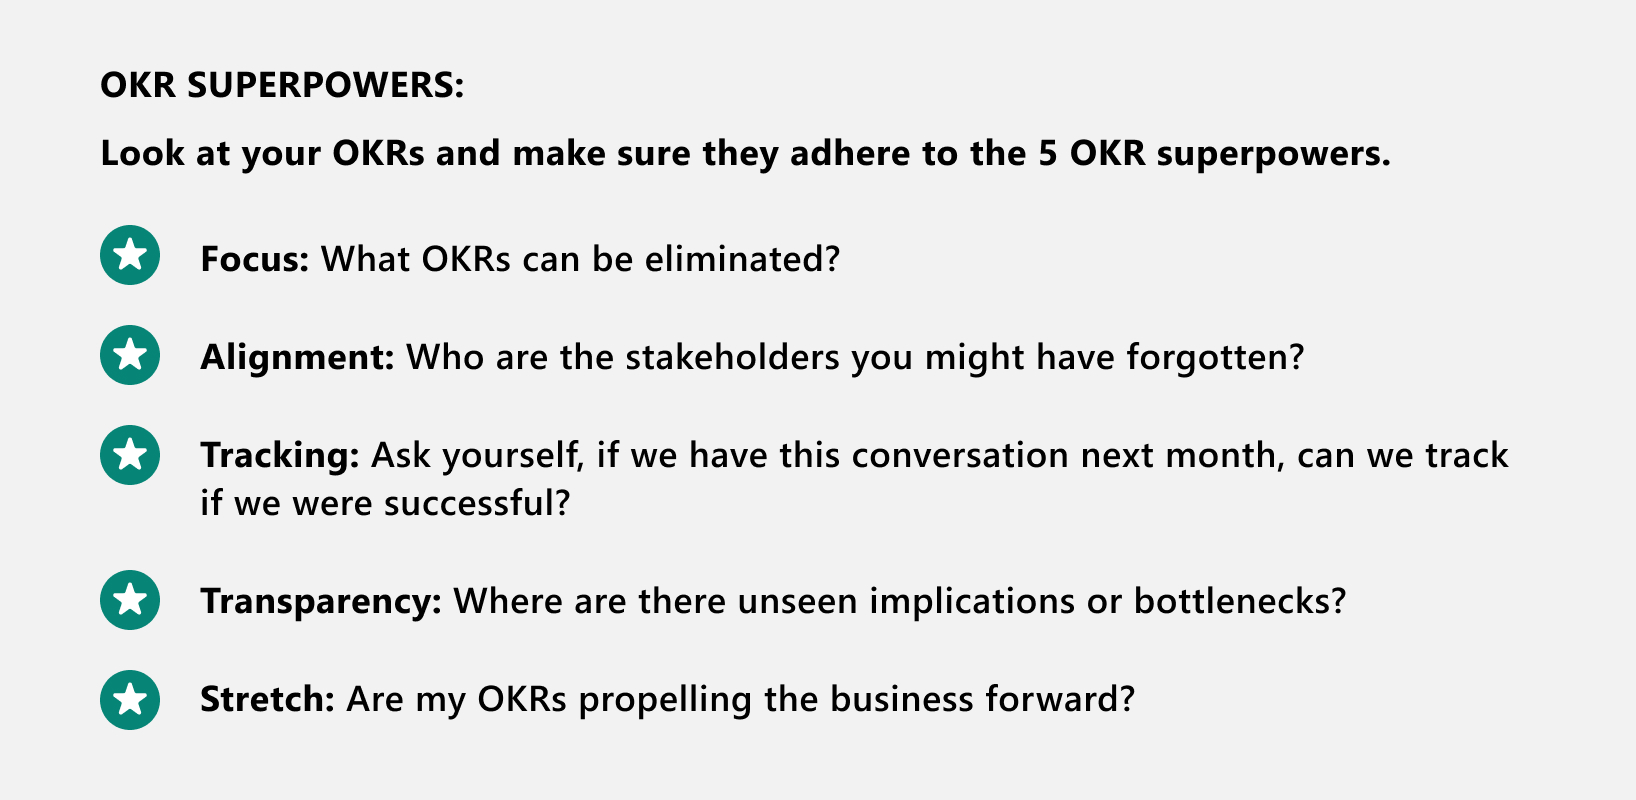 OKR SUPERPOWERS:
Look at your OKRs and make sure they adhere to the 5 OKR superpowers.
Focus: What OKRs can be eliminated?
Alignment: Who are the stakeholders you might have forgotten?
Tracking: Ask yourself, if we have this conversation next month, can we track
if we were successful?
Transparency: Where are there unseen implications or bottlenecks?
Stretch: Are my OKRs propelling the business forward?